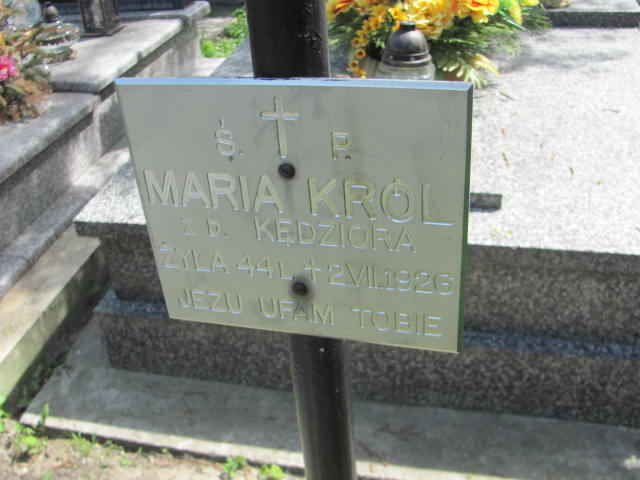 Ś. P.
MARIA KRÓL
Z D. KĘDZIORA
ŻYŁA 44 L. + 2.VII.1926
JEZU UFAM TOBIE